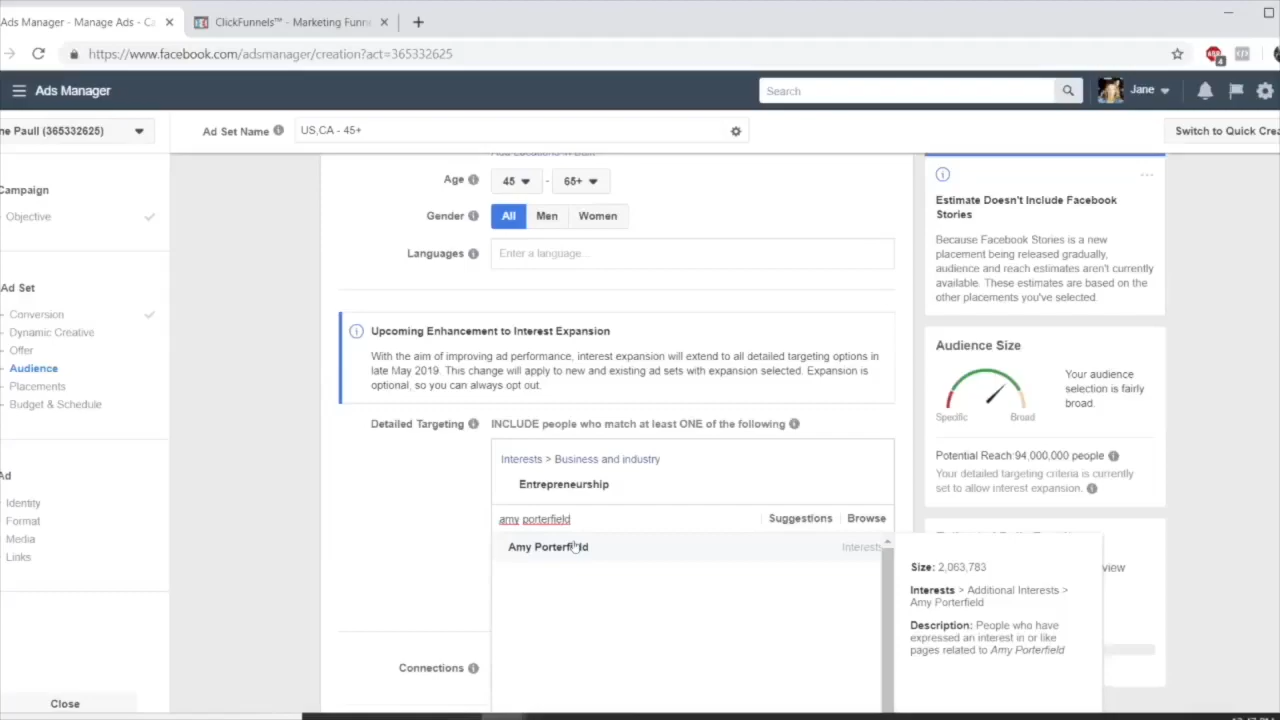 Ads Manager - Manage Ads - Ca
ClickFunnels™ - Marketing Funn
https://www.facebook.com/adsmanager/creation?act=365332625
Ads Manager
Search
Jane
ne Paull (365332625)
Ad Set Name
US,CA - 45+
Switch to Quick Crea
Campaign
Objective
Ad Set
Conversion
Dynamic Creative
Offer
Audience
Placements
Budget & Schedule
Ad
Identity
Format
Media
Links
Close
Age
45
-
65+
Gender
All
Men
Women
Languages
Enter a language...
Upcoming Enhancement to Interest Expansion
With the aim of improving ad performance, interest expansion will extend to all detailed targeting options in
late May 2019. This change will apply to new and existing ad sets with expansion selected. Expansion is
optional, so you can always opt out.
Detailed Targeting
INCLUDE people who match at least ONE of the following
Interests > Business and industry
Entrepreneurship
amy porterfield
Suggestions
Browse
Amy Porterfield
Interests
Connections
Estimate Doesn't Include Facebook
Stories
Because Facebook Stories is a new
placement being released gradually,
audience and reach estimates aren't currently
available. These estimates are based on the
other placements you've selected.
Audience Size
Your audience
selection is fairly
broad.
Specific
Broad
Potential Reach:94,000,000 people
Your detailed targeting criteria is currently
set to allow interest expansion.
Size: 2,063,783
Interests > Additional Interests >
Amy Porterfield
Description: People who have
expressed an interest in or like
pages related to Amy Porterfield
view